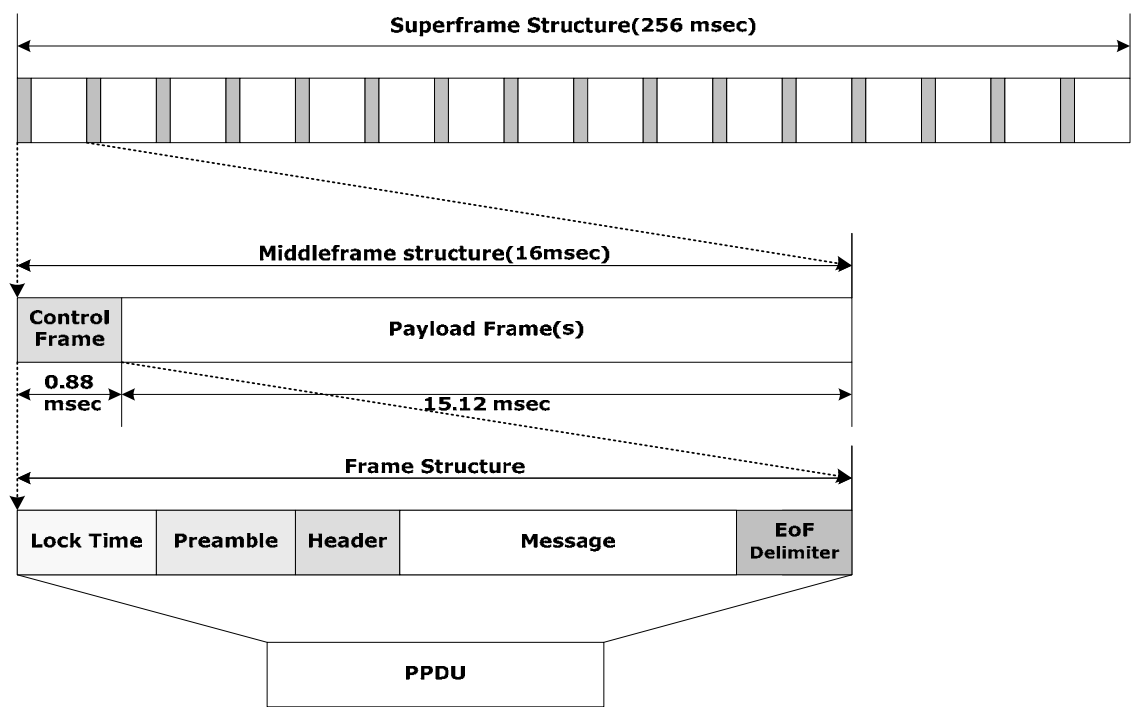 Superframe Structure(256 msec)
Middleframe structure(16msec)
Control
Frame
Payload Frame(s)
0.88
msec
15.12 msec
Frame Structure
Lock Time
Preamble
Header
Message
EoF
Delimiter
PPDU